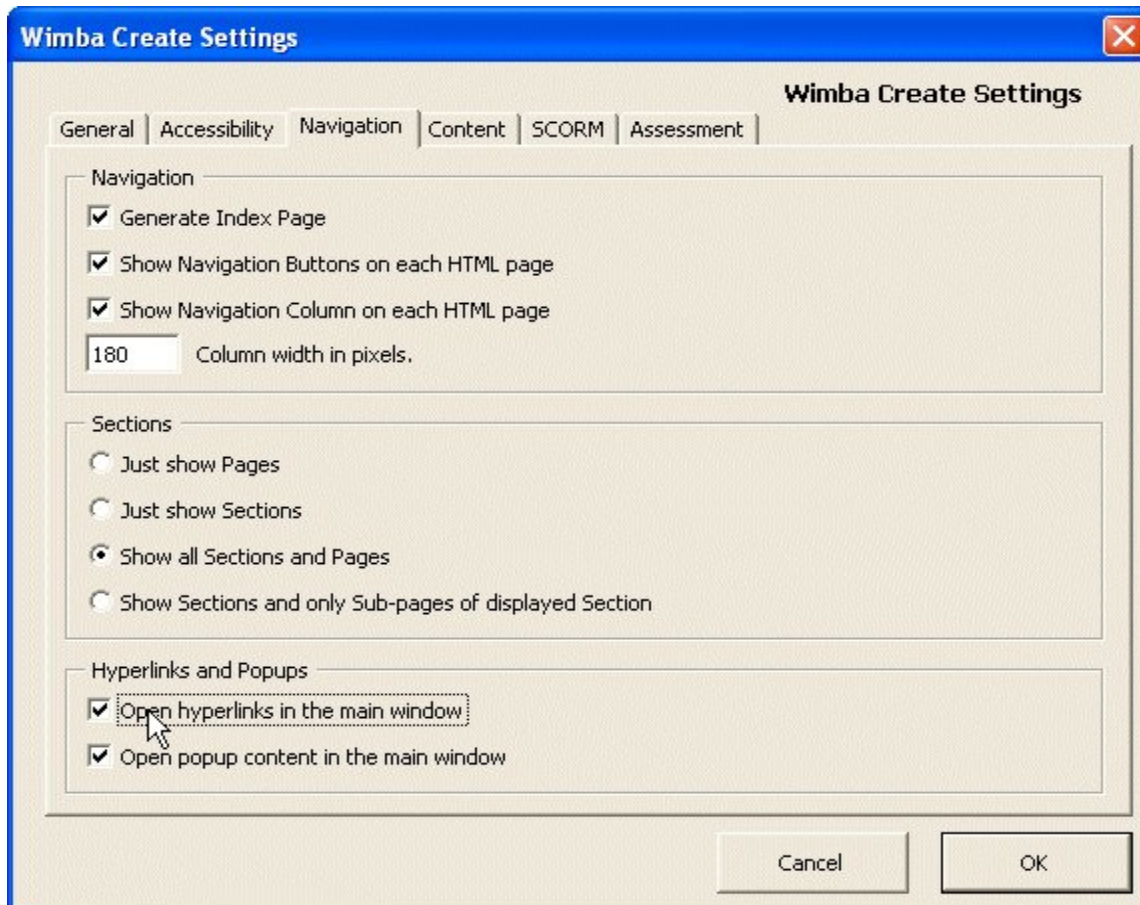 Wimba Create Settings
Wimba Create Settings
General Accessibility Navigation Content SCORM Assessment
Navigation
Generate Index Page
Show Navigation Buttons on each HTML page
Show Navigation Column on each HTML page
180 Column width in pixels.
Sections
Just show Pages
Just show Sections
Show all Sections and Pages
Show Sections and only Sub-pages of displayed Section
Hyperlinks and Popups
Open hyperlinks in the main window
Open popup content in the main window
Cancel OK